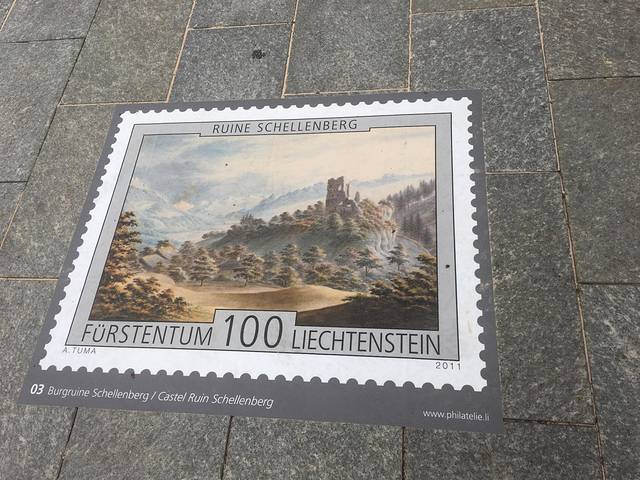 RUINE SCHELLENBERG
FÜRSTENTUM 100 LIECHTENSTEIN
A. TUMA
2011
03 Burgruine Schellenberg / Castel Ruin Schellenberg
www.philatelie.li